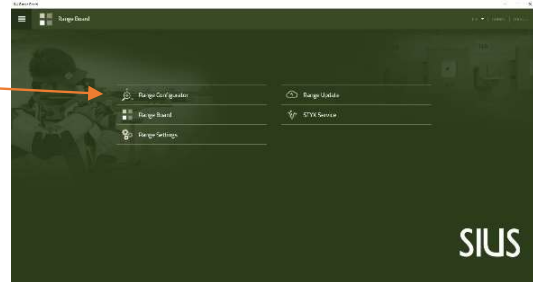 Range Board
Range Configurator
Range Update
Range Board
STYX Service
Range Settings
SIUS